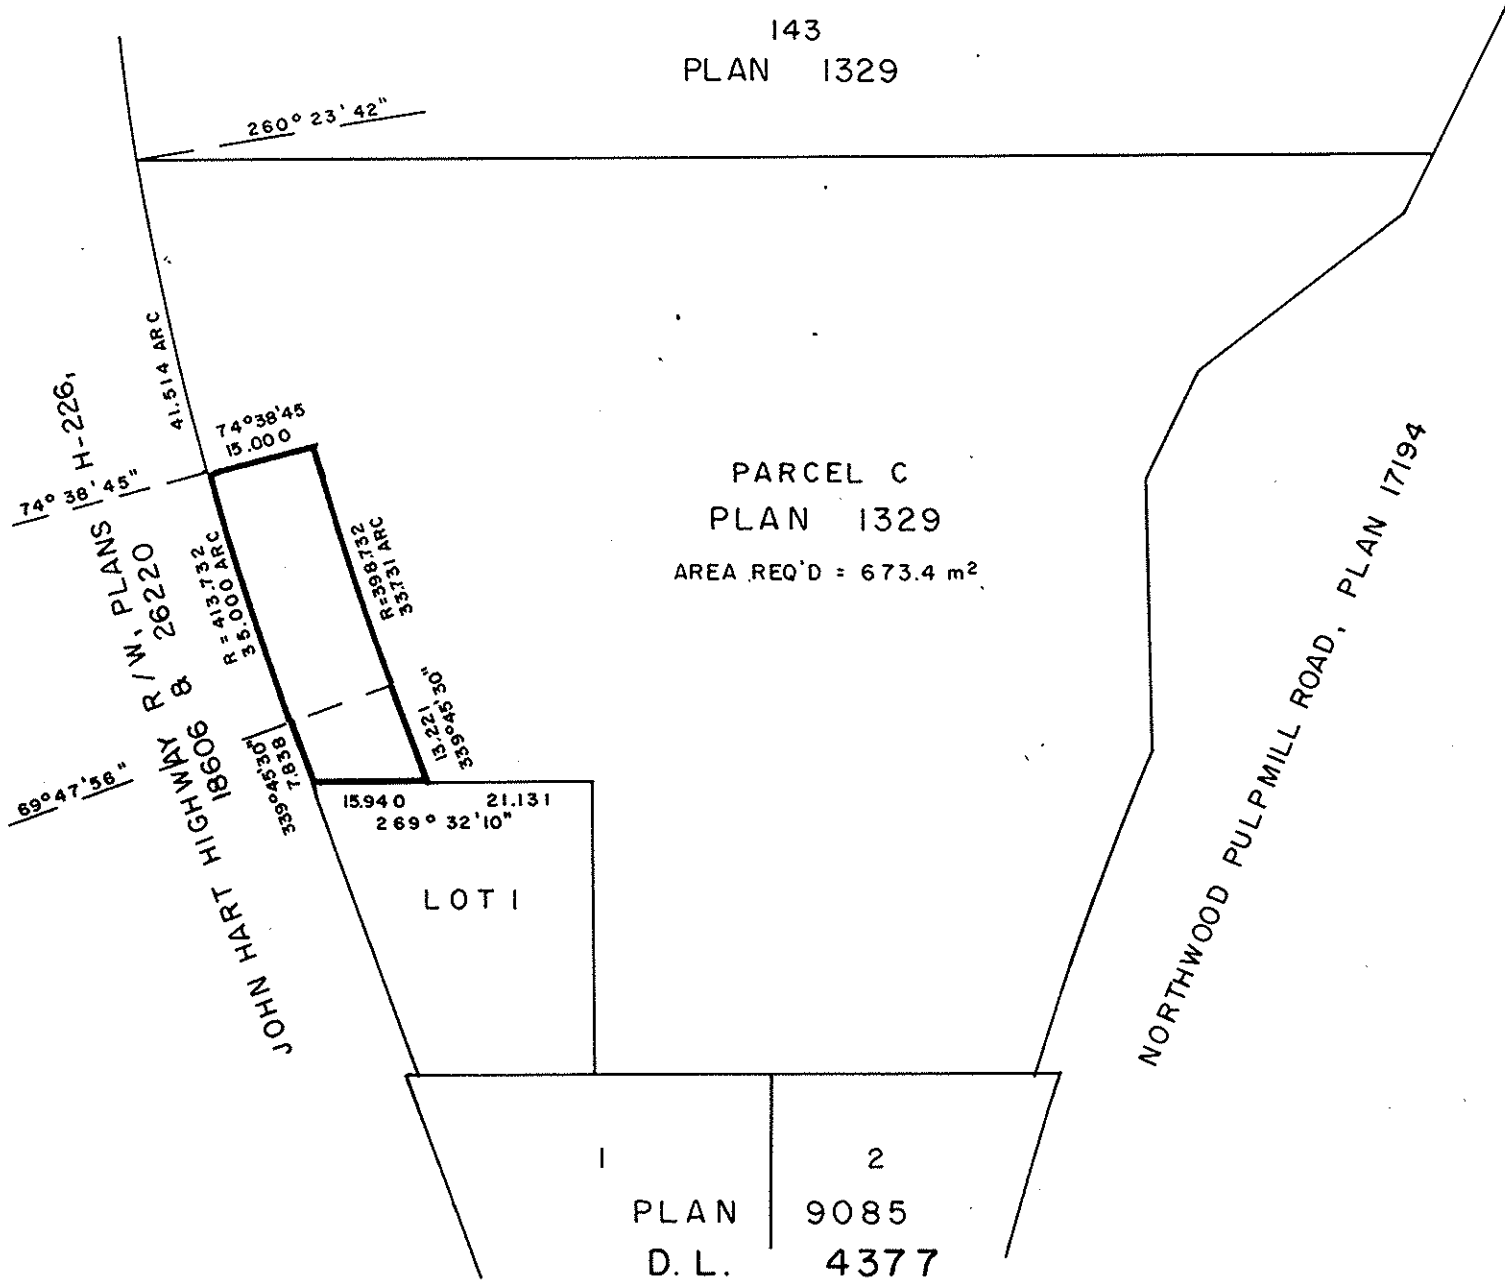 143
PLAN 1329
260° 23' 42"
41.514 ARC
74° 38' 45
15.000
74° 38' 45"
H-226,
JOHN HART HIGHWAY R/W, PLANS
18606 & 26220
R = 413.732
35.000 ARC
R=398.732
33.731 ARC
PARCEL C
PLAN 1329
AREA REQ'D = 673.4 m²
NORTHWOOD PULPMILL ROAD, PLAN 17194
13.221
339°45'30"
339°45'30"
7.838
69°47'56"
15.940 21.131
269° 32'10"
LOT 1
1 2
PLAN 9085
D.L. 4377